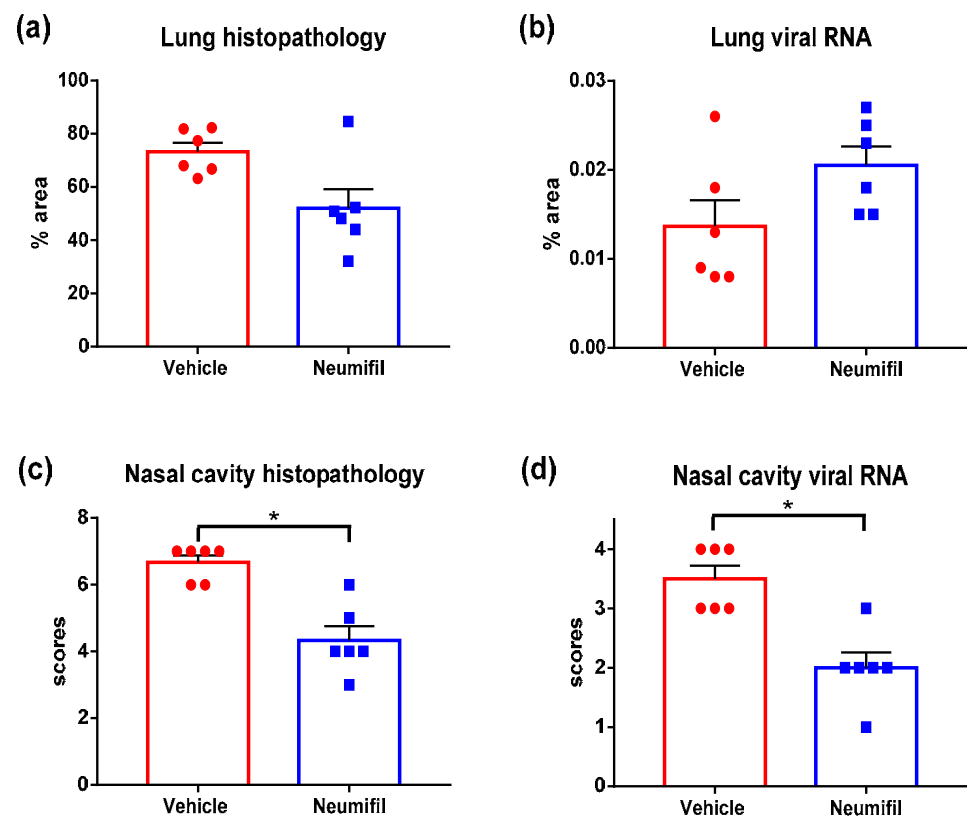 (a)
Lung histopathology
100
80
60
40
20
0
% area
Vehicle
Neumifil
(b)
Lung viral RNA
0.03
0.02
0.01
0.00
% area
Vehicle
Neumifil
(c)
Nasal cavity histopathology
8
6
4
2
0
scores
*
Vehicle
Neumifil
(d)
Nasal cavity viral RNA
4
3
2
1
0
scores
*
Vehicle
Neumifil